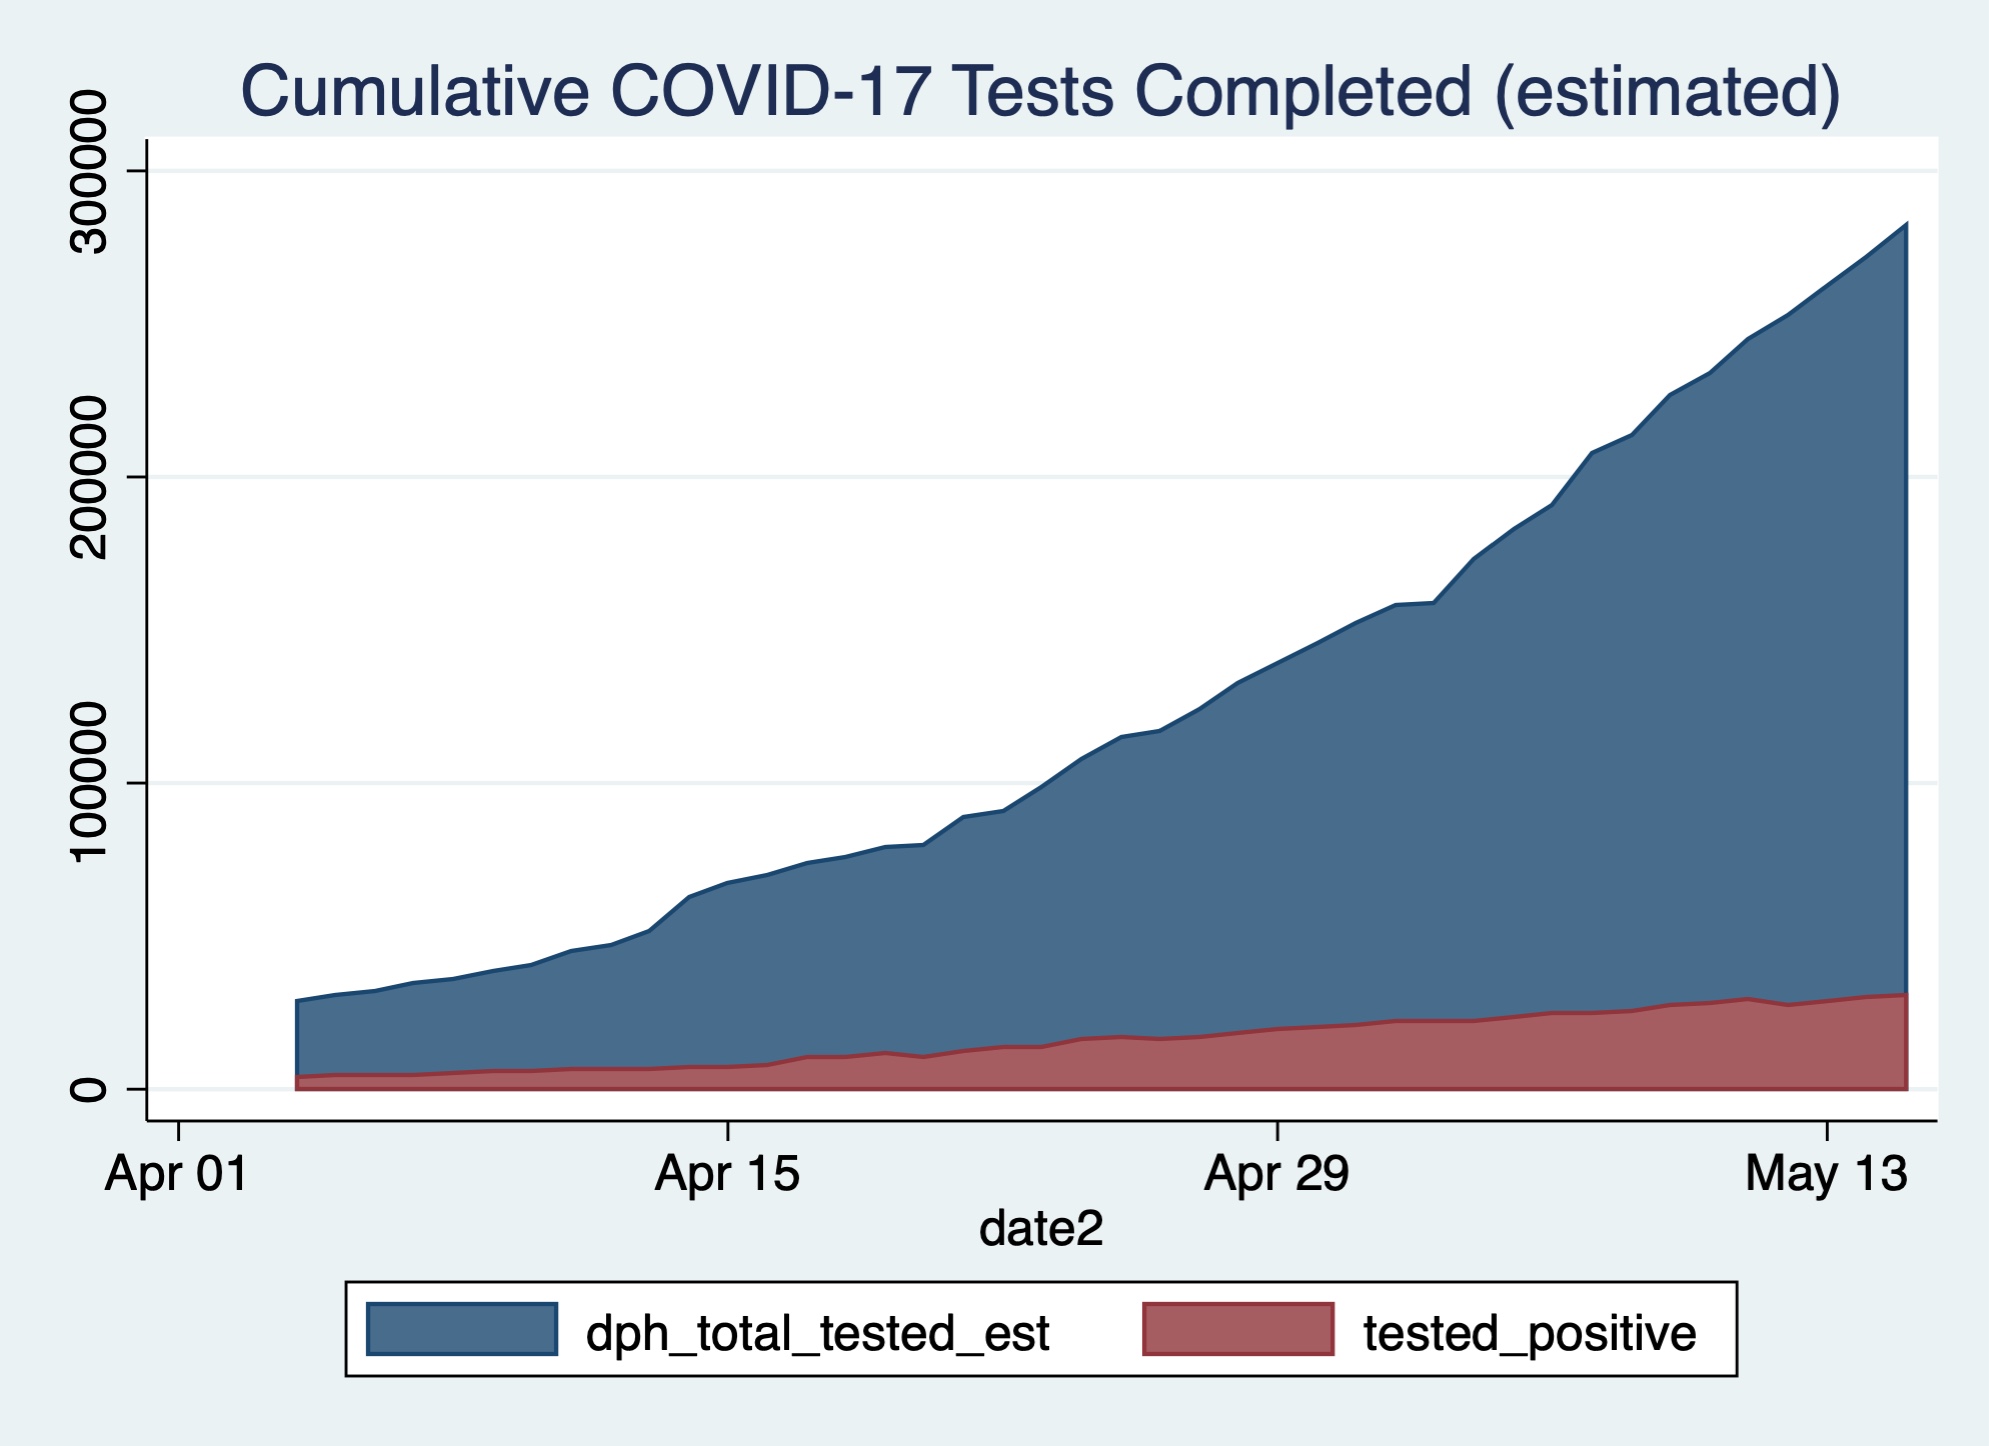 Cumulative COVID-17 Tests Completed (estimated)
300000
200000
100000
0
Apr 01
Apr 15
Apr 29
May 13
date2
dph_total_tested_est
tested_positive